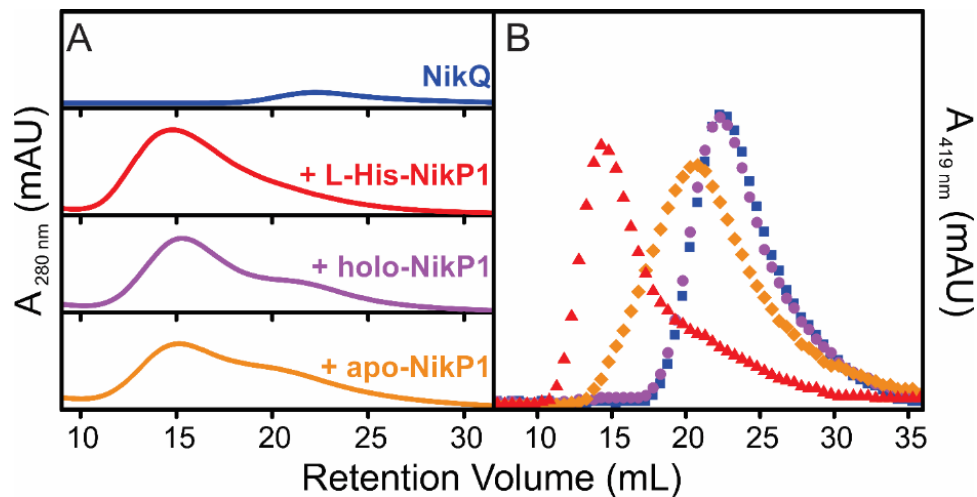 A
B
NikQ
+ L-His-NikP1
+ holo-NikP1
+ apo-NikP1
A280 nm (mAU)
A419 nm (mAU)
10 15 20 25 30
10 15 20 25 30 35
Retention Volume (mL)